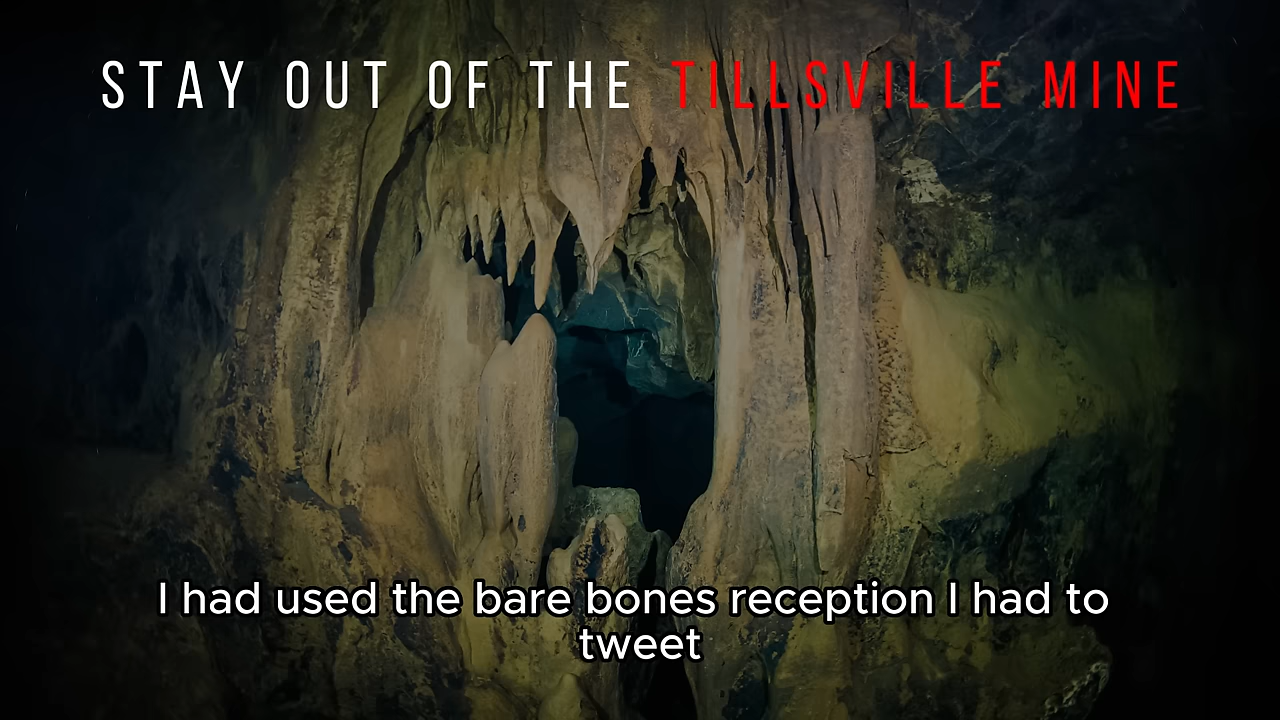 STAY OUT OF THE TILLSVILLE MINE
I had used the bare bones reception I had to
tweet